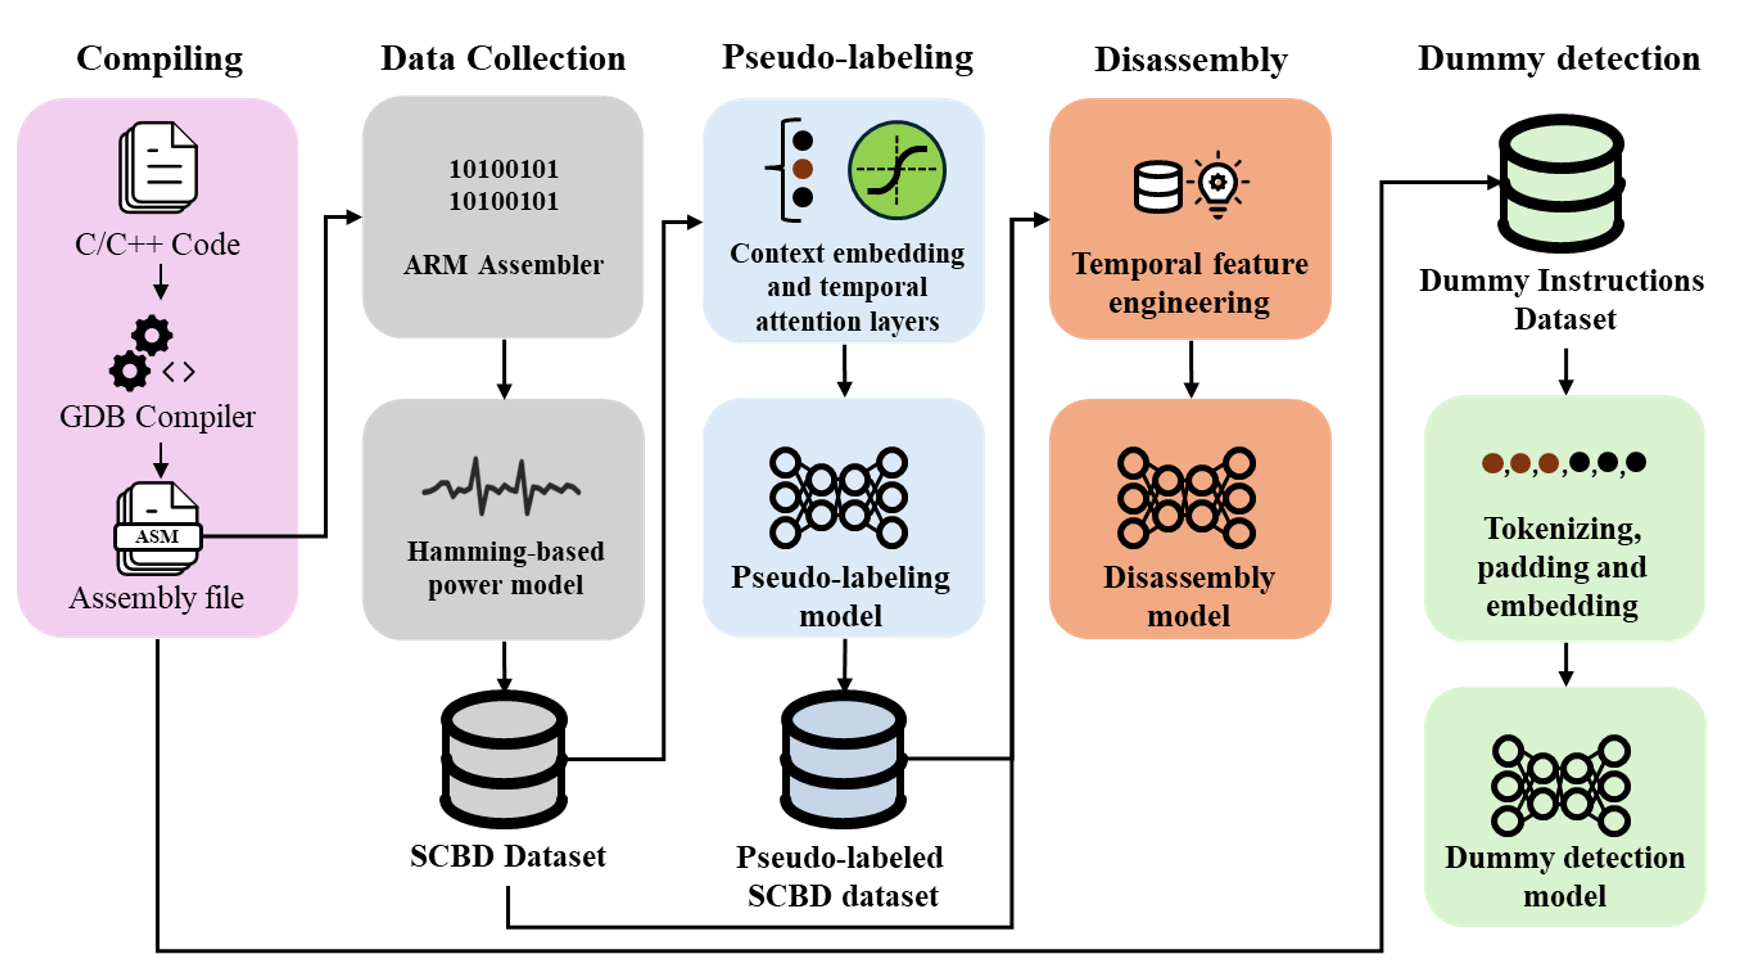 Compiling
C/C++ Code
GDB Compiler
ASM
Assembly file
Data Collection
10100101
10100101
ARM Assembler
Hamming-based
power model
SCBD Dataset
Pseudo-labeling
Context embedding
and temporal
attention layers
Pseudo-labeling
model
Pseudo-labeled
SCBD dataset
Disassembly
Temporal feature
engineering
Disassembly
model
Dummy detection
Dummy Instructions
Dataset
Tokenizing,
padding and
embedding
Dummy detection
model